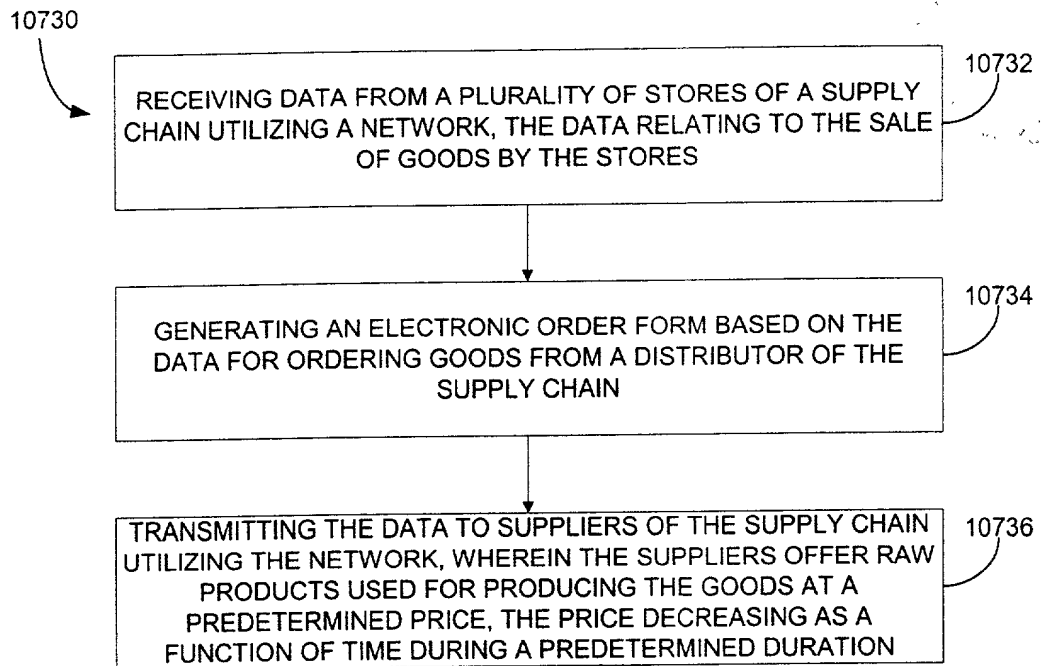 10730
10732
RECEIVING DATA FROM A PLURALITY OF STORES OF A SUPPLY
CHAIN UTILIZING A NETWORK, THE DATA RELATING TO THE SALE
OF GOODS BY THE STORES
10734
GENERATING AN ELECTRONIC ORDER FORM BASED ON THE
DATA FOR ORDERING GOODS FROM A DISTRIBUTOR OF THE
SUPPLY CHAIN
10736
TRANSMITTING THE DATA TO SUPPLIERS OF THE SUPPLY CHAIN
UTILIZING THE NETWORK, WHEREIN THE SUPPLIERS OFFER RAW
PRODUCTS USED FOR PRODUCING THE GOODS AT A
PREDETERMINED PRICE, THE PRICE DECREASING AS A
FUNCTION OF TIME DURING A PREDETERMINED DURATION